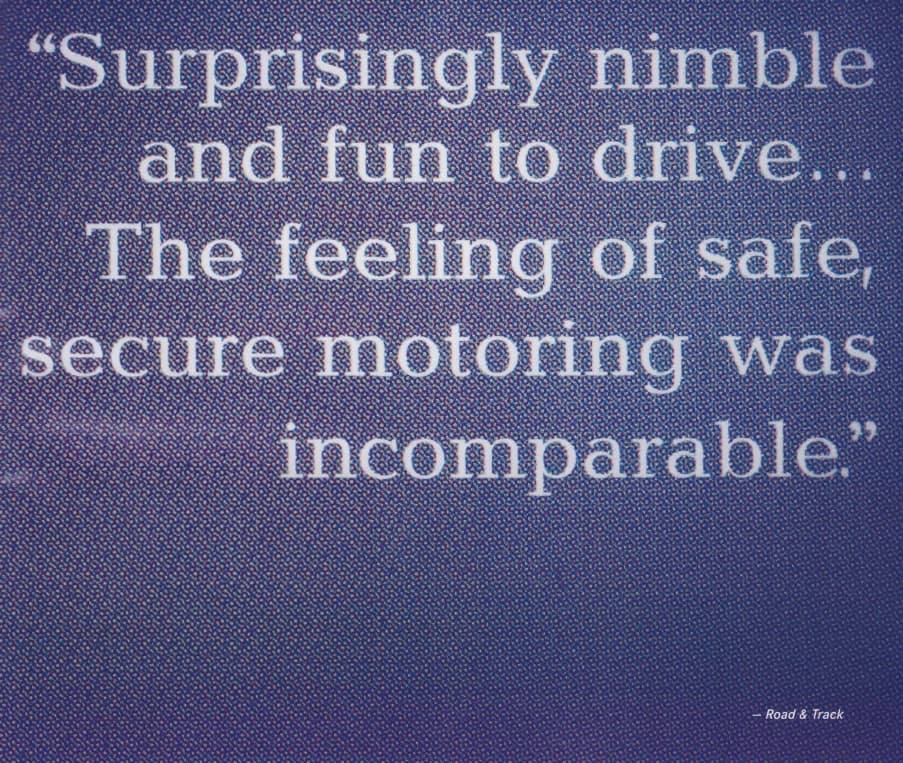 “Surprisingly nimble
and fun to drive...
The feeling of safe,
secure motoring was
incomparable.”
— Road & Track